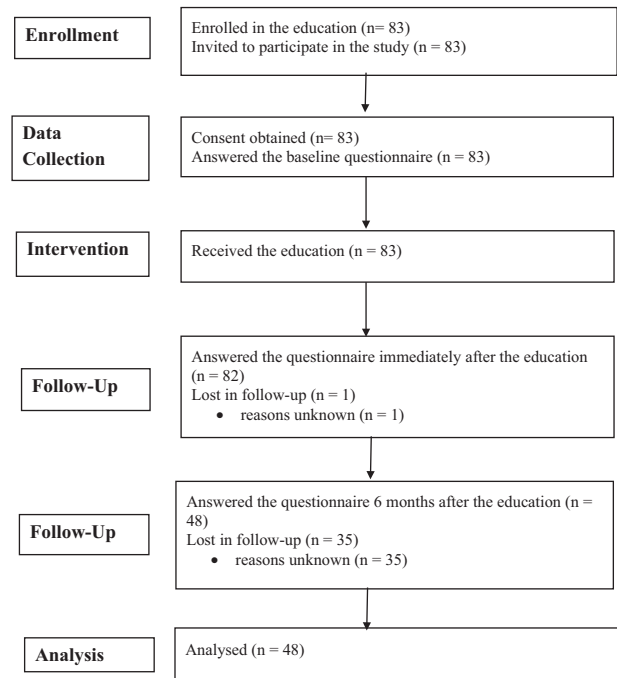 Enrollment
Enrolled in the education (n= 83)
Invited to participate in the study (n = 83)
Data
Collection
Consent obtained (n= 83)
Answered the baseline questionnaire (n = 83)
Intervention
Received the education (n = 83)
Follow-Up
Answered the questionnaire immediately after the education
(n = 82)
Lost in follow-up (n = 1)
• reasons unknown (n = 1)
Follow-Up
Answered the questionnaire 6 months after the education (n =
48)
Lost in follow-up (n = 35)
• reasons unknown (n = 35)
Analysis
Analysed (n = 48)